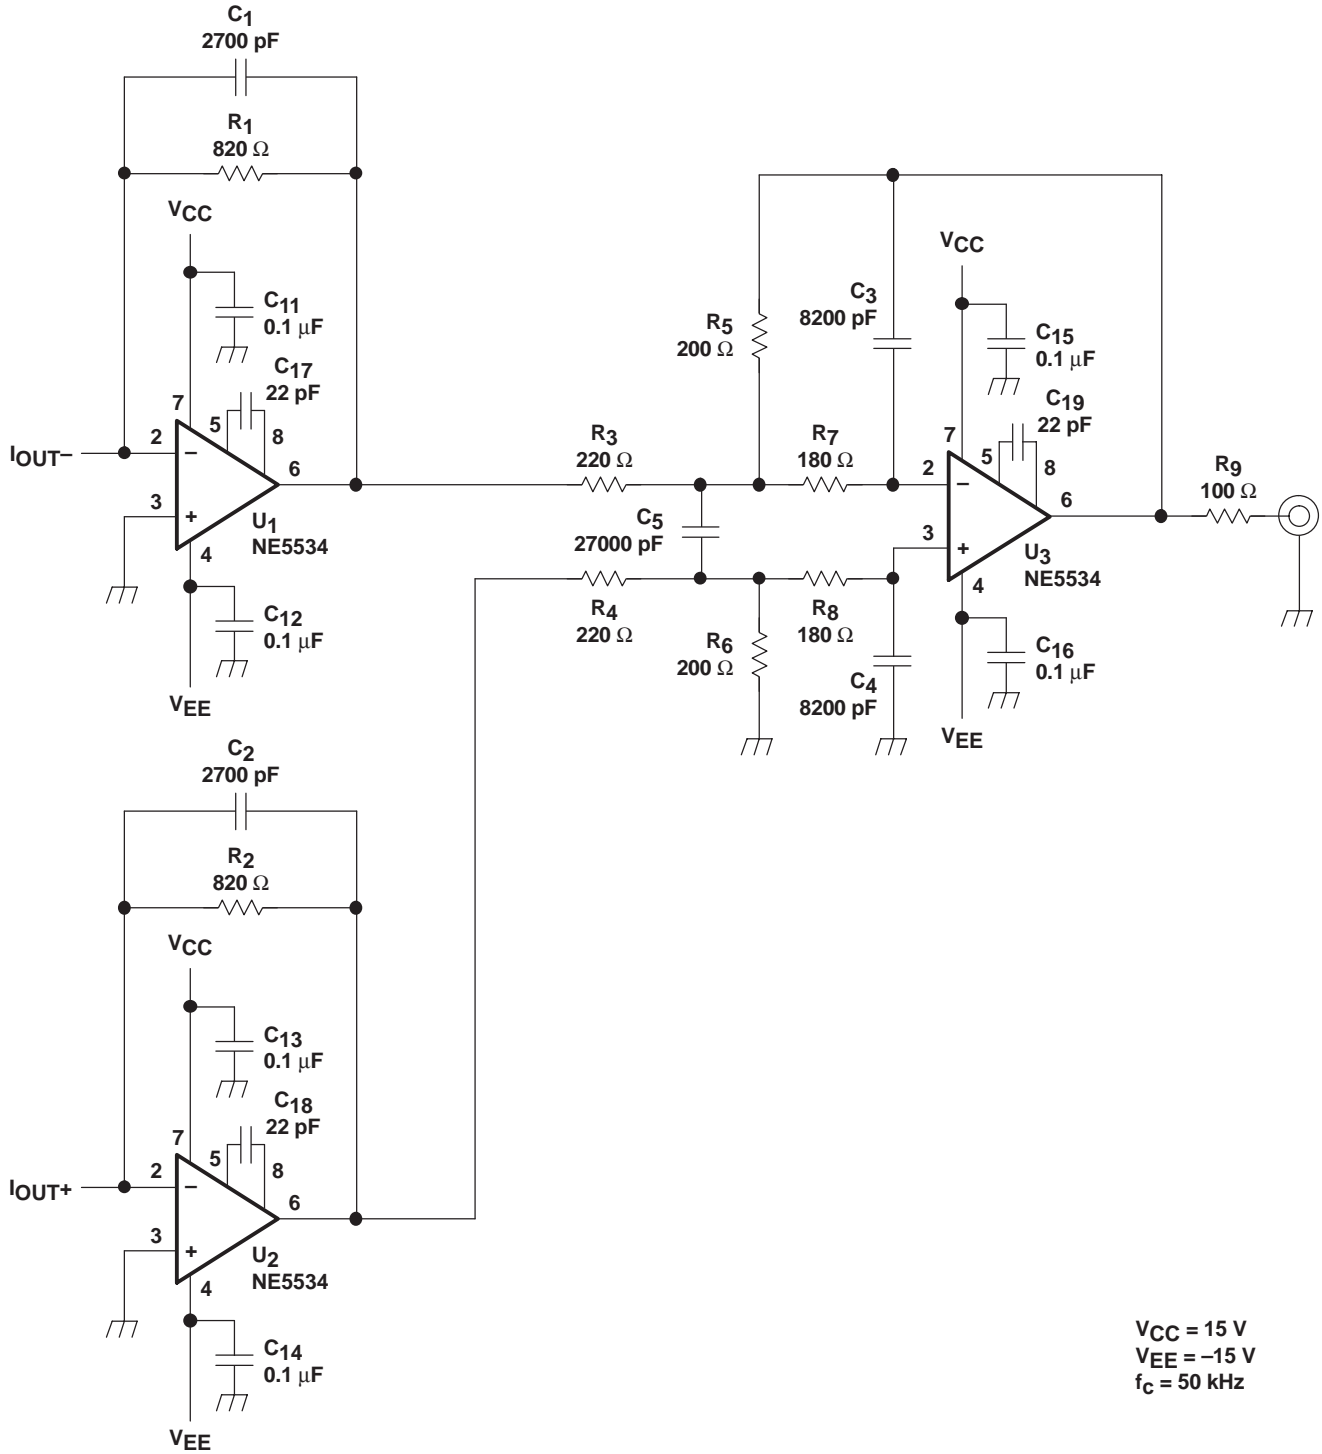 C1
2700 pF
R1
820 Ω
VCC
C11
0.1 µF
C17
22 pF
7
5
8
2
IOUT–
–
6
3
+
U1
NE5534
4
C12
0.1 µF
VEE
R3
220 Ω
R5
200 Ω
C3
8200 pF
R7
180 Ω
C5
27000 pF
R4
220 Ω
R6
200 Ω
R8
180 Ω
C4
8200 pF
VCC
C15
0.1 µF
C19
22 pF
7
5
8
2
–
6
3
+
U3
NE5534
4
C16
0.1 µF
VEE
R9
100 Ω
C2
2700 pF
R2
820 Ω
VCC
C13
0.1 µF
C18
22 pF
7
5
8
2
IOUT+
–
6
3
+
U2
NE5534
4
C14
0.1 µF
VEE
VCC = 15 V
VEE = –15 V
fc = 50 kHz